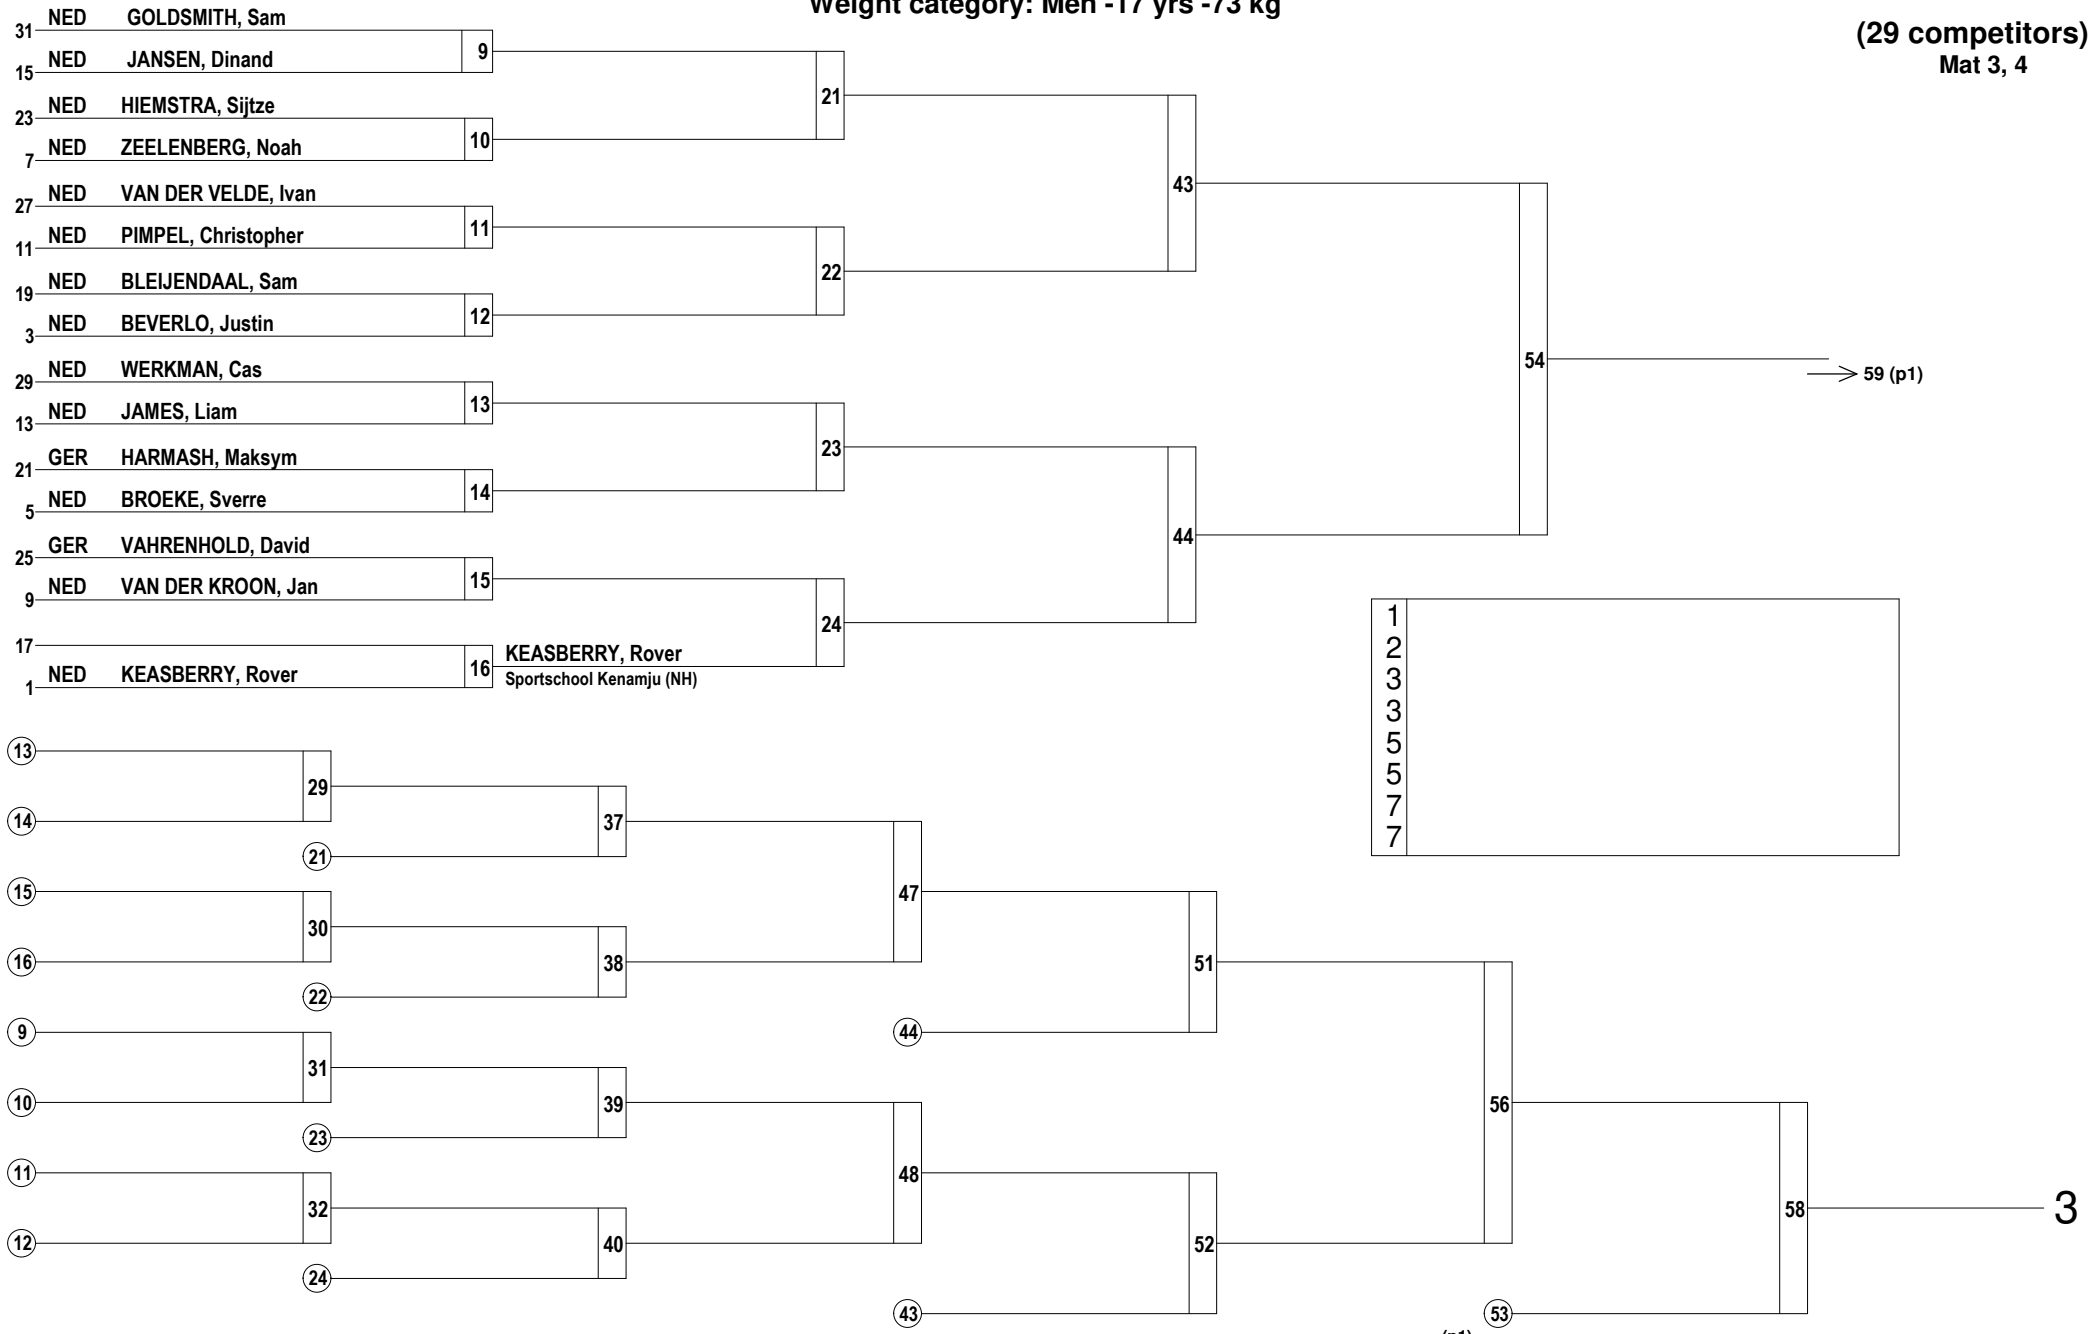 Weight category: Men -17 yrs -73 kg
(29 competitors)
Mat 3, 4
31 NED GOLDSMITH, Sam
9
15 NED JANSEN, Dinand
21
23 NED HIEMSTRA, Sijtze
10
7 NED ZEELENBERG, Noah
43
27 NED VAN DER VELDE, Ivan
11
11 NED PIMPEL, Christopher
22
19 NED BLEIJENDAAL, Sam
12
3 NED BEVERLO, Justin
54
59 (p1)
29 NED WERKMAN, Cas
13
13 NED JAMES, Liam
23
21 GER HARMASH, Maksym
14
5 NED BROEKE, Sverre
44
25 GER VAHRENHOLD, David
15
9 NED VAN DER KROON, Jan
24
17
16 KEASBERRY, Rover
1 NED KEASBERRY, Rover
Sportschool Kenamju (NH)
1
2
3
3
5
5
7
7
13
29
14
37
21
15
47
30
16
38
51
22
9
44
31
10
39
56
23
11
48
32
58
3
12
40
52
24
43
53
(p1)